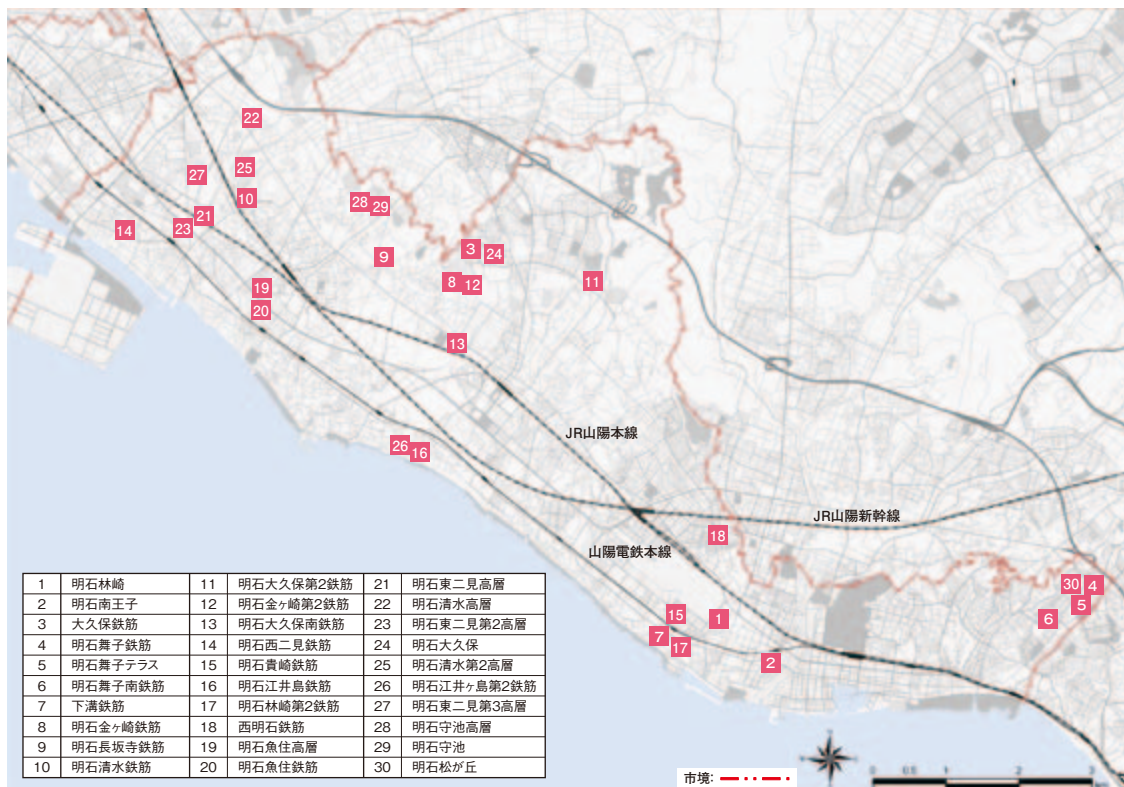 22
25
27
10
28
29
21
23
14
3
24
9
8
12
11
19
20
13
JR山陽本線
26
16
JR山陽新幹線
18
山陽電鉄本線
30
4
5
15
1
6
7
17
2
1 明石林崎 11 明石大久保第2鉄筋 21 明石東二見高層
2 明石南王子 12 明石金ヶ崎第2鉄筋 22 明石清水高層
3 大久保鉄筋 13 明石大久保南鉄筋 23 明石東二見第2高層
4 明石舞子鉄筋 14 明石西二見鉄筋 24 明石大久保
5 明石舞子テラス 15 明石貴崎鉄筋 25 明石清水第2高層
6 明石舞子南鉄筋 16 明石江井島鉄筋 26 明石江井ヶ島第2鉄筋
7 下溝鉄筋 17 明石林崎第2鉄筋 27 明石東二見第3高層
8 明石金ヶ崎鉄筋 18 西明石鉄筋 28 明石守池高層
9 明石長坂寺鉄筋 19 明石魚住高層 29 明石守池
10 明石清水鉄筋 20 明石魚住鉄筋 30 明石松が丘
市境:
0 0.5 1 2 3